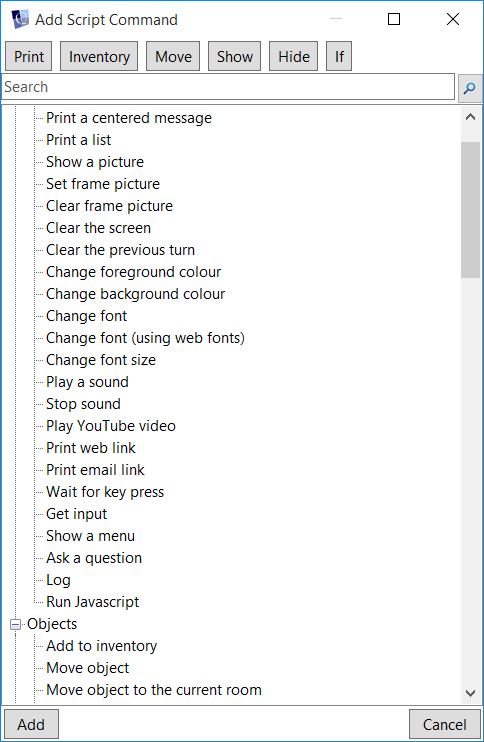 Add Script Command
Print Inventory Move Show Hide If
Search
Print a centered message
Print a list
Show a picture
Set frame picture
Clear frame picture
Clear the screen
Clear the previous turn
Change foreground colour
Change background colour
Change font
Change font (using web fonts)
Change font size
Play a sound
Stop sound
Play YouTube video
Print web link
Print email link
Wait for key press
Get input
Show a menu
Ask a question
Log
Run Javascript
Objects
Add to inventory
Move object
Move object to the current room
Add Cancel